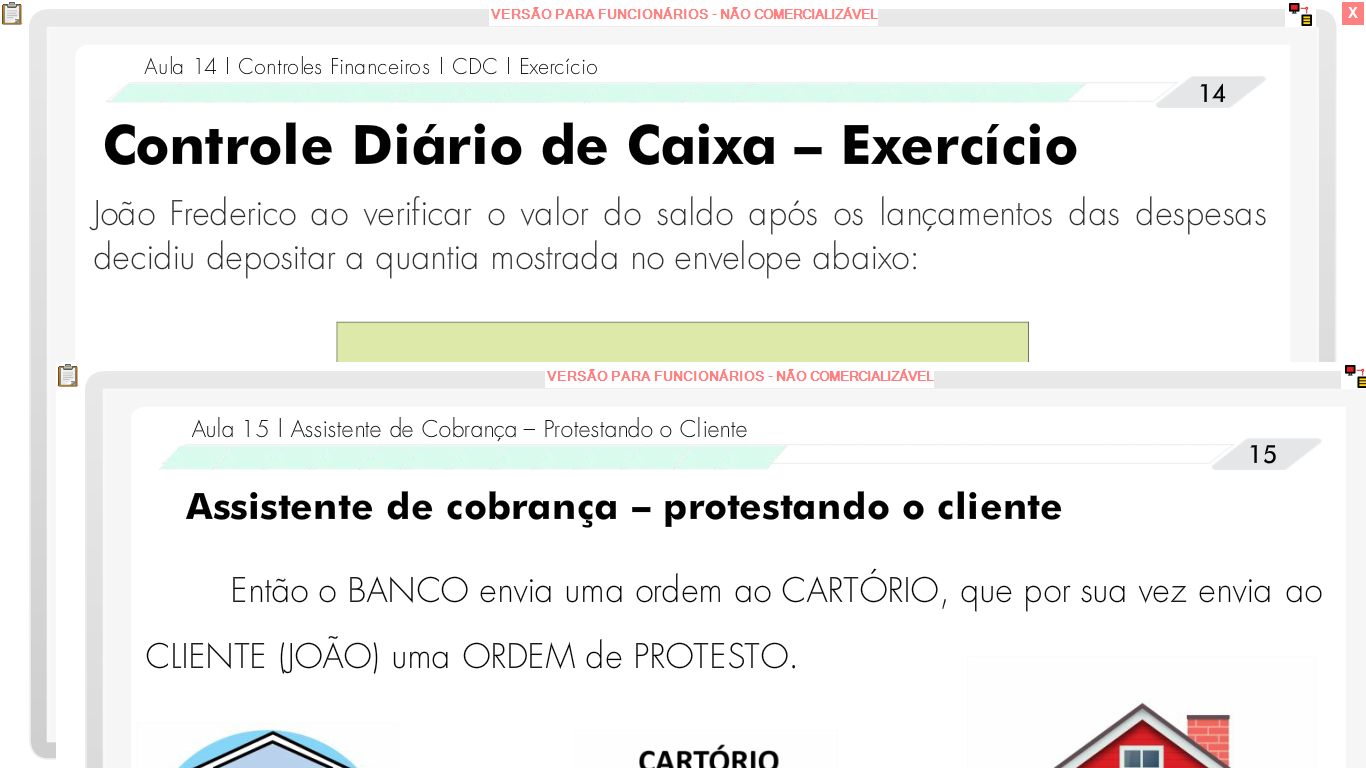 VERSÃO PARA FUNCIONÁRIOS - NÃO COMERCIALIZÁVEL
X
Aula 14 | Controles Financeiros | CDC | Exercício
14
Controle Diário de Caixa – Exercício
João Frederico ao verificar o valor do saldo após os lançamentos das despesas
decidiu depositar a quantia mostrada no envelope abaixo:
VERSÃO PARA FUNCIONÁRIOS - NÃO COMERCIALIZÁVEL
Aula 15 | Assistente de Cobrança – Protestando o Cliente
15
Assistente de cobrança – protestando o cliente
Então o BANCO envia uma ordem ao CARTÓRIO, que por sua vez envia ao
CLIENTE (JOÃO) uma ORDEM de PROTESTO.
CARTÓRIO